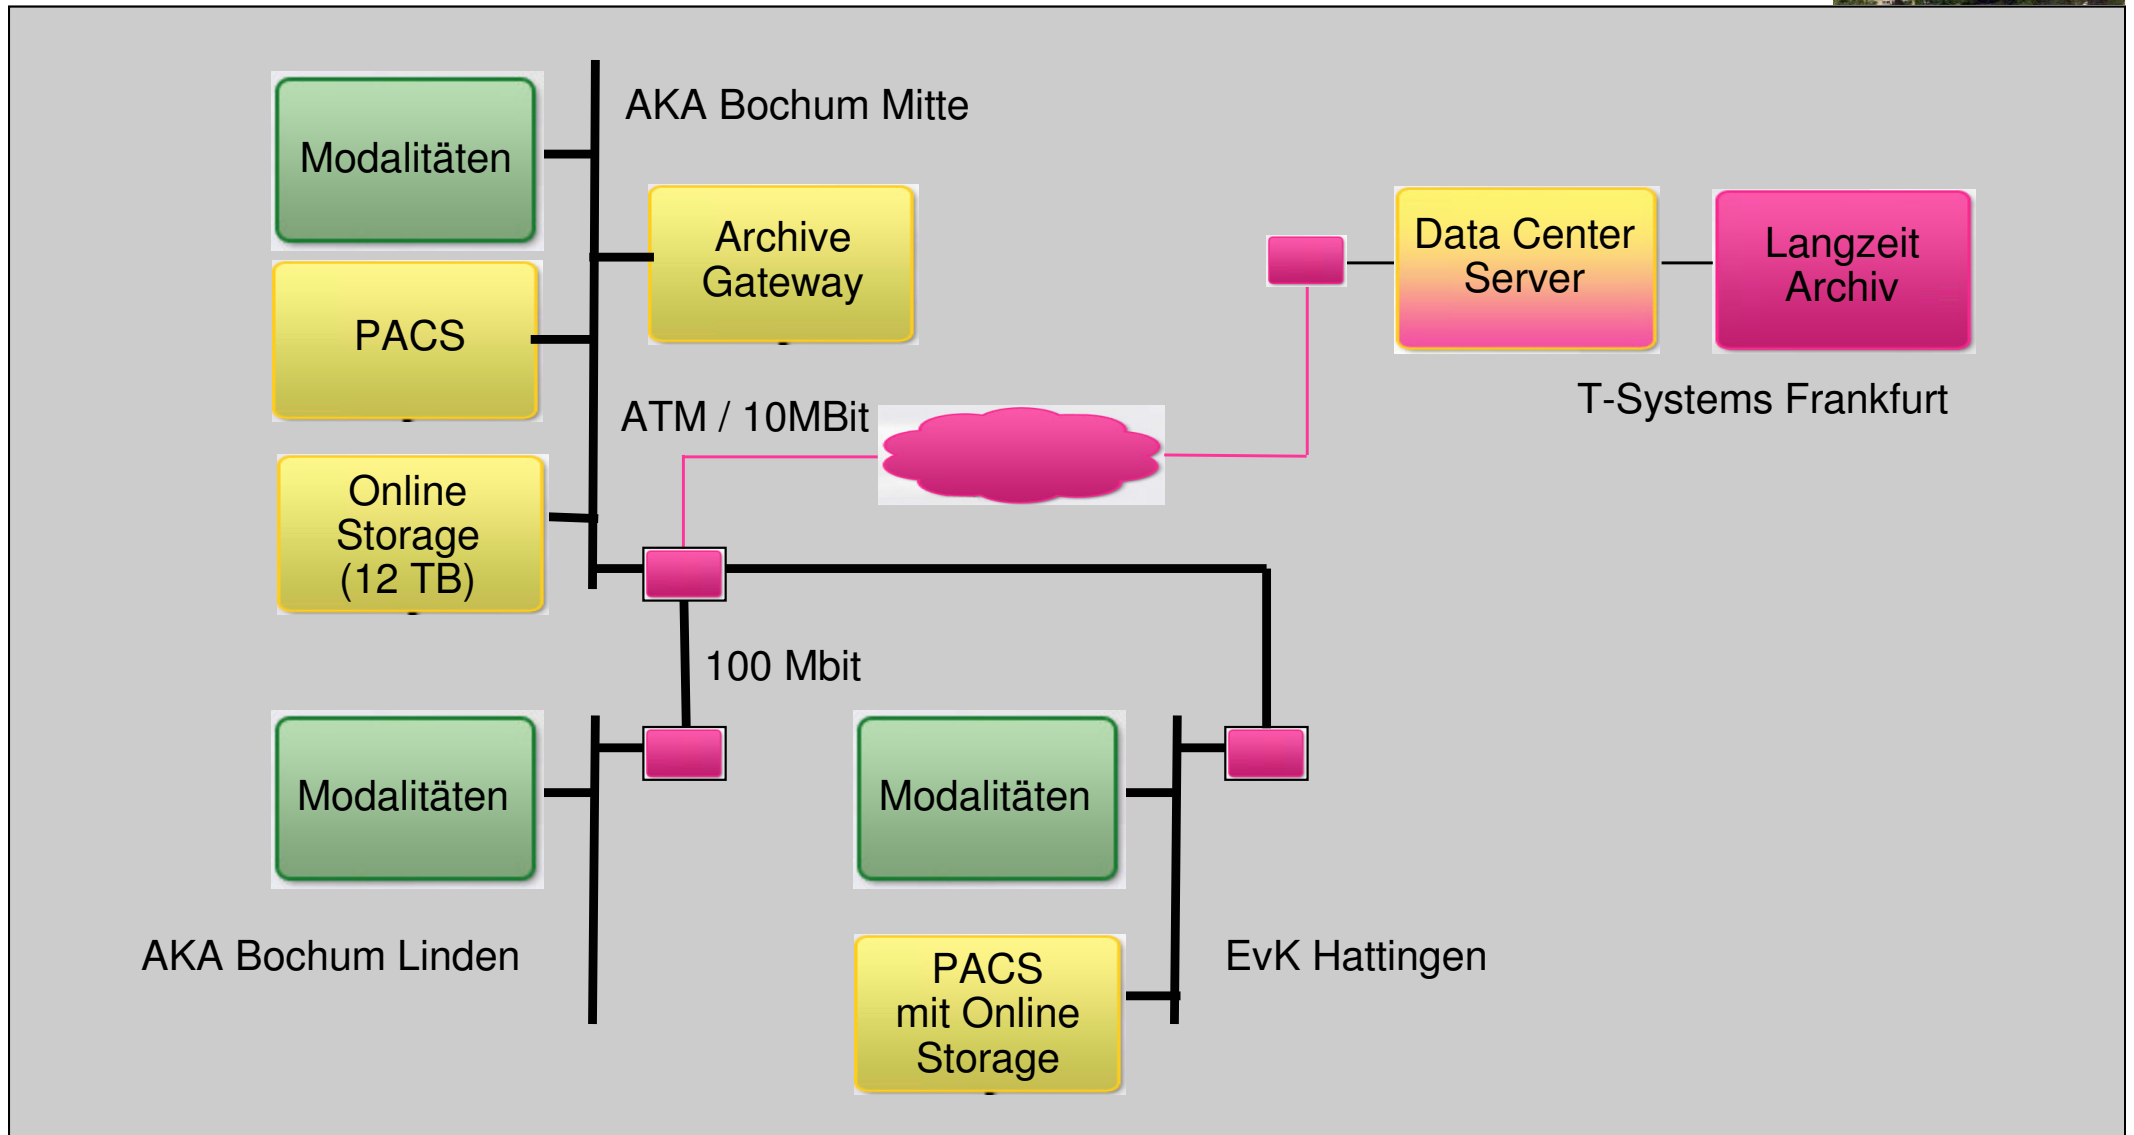 AKA Bochum Mitte
Modalitäten
Archive
Gateway
PACS
Online
Storage
(12 TB)
ATM / 10MBit
Data Center
Server
Langzeit
Archiv
T-Systems Frankfurt
100 Mbit
Modalitäten
AKA Bochum Linden
Modalitäten
PACS
mit Online
Storage
EvK Hattingen